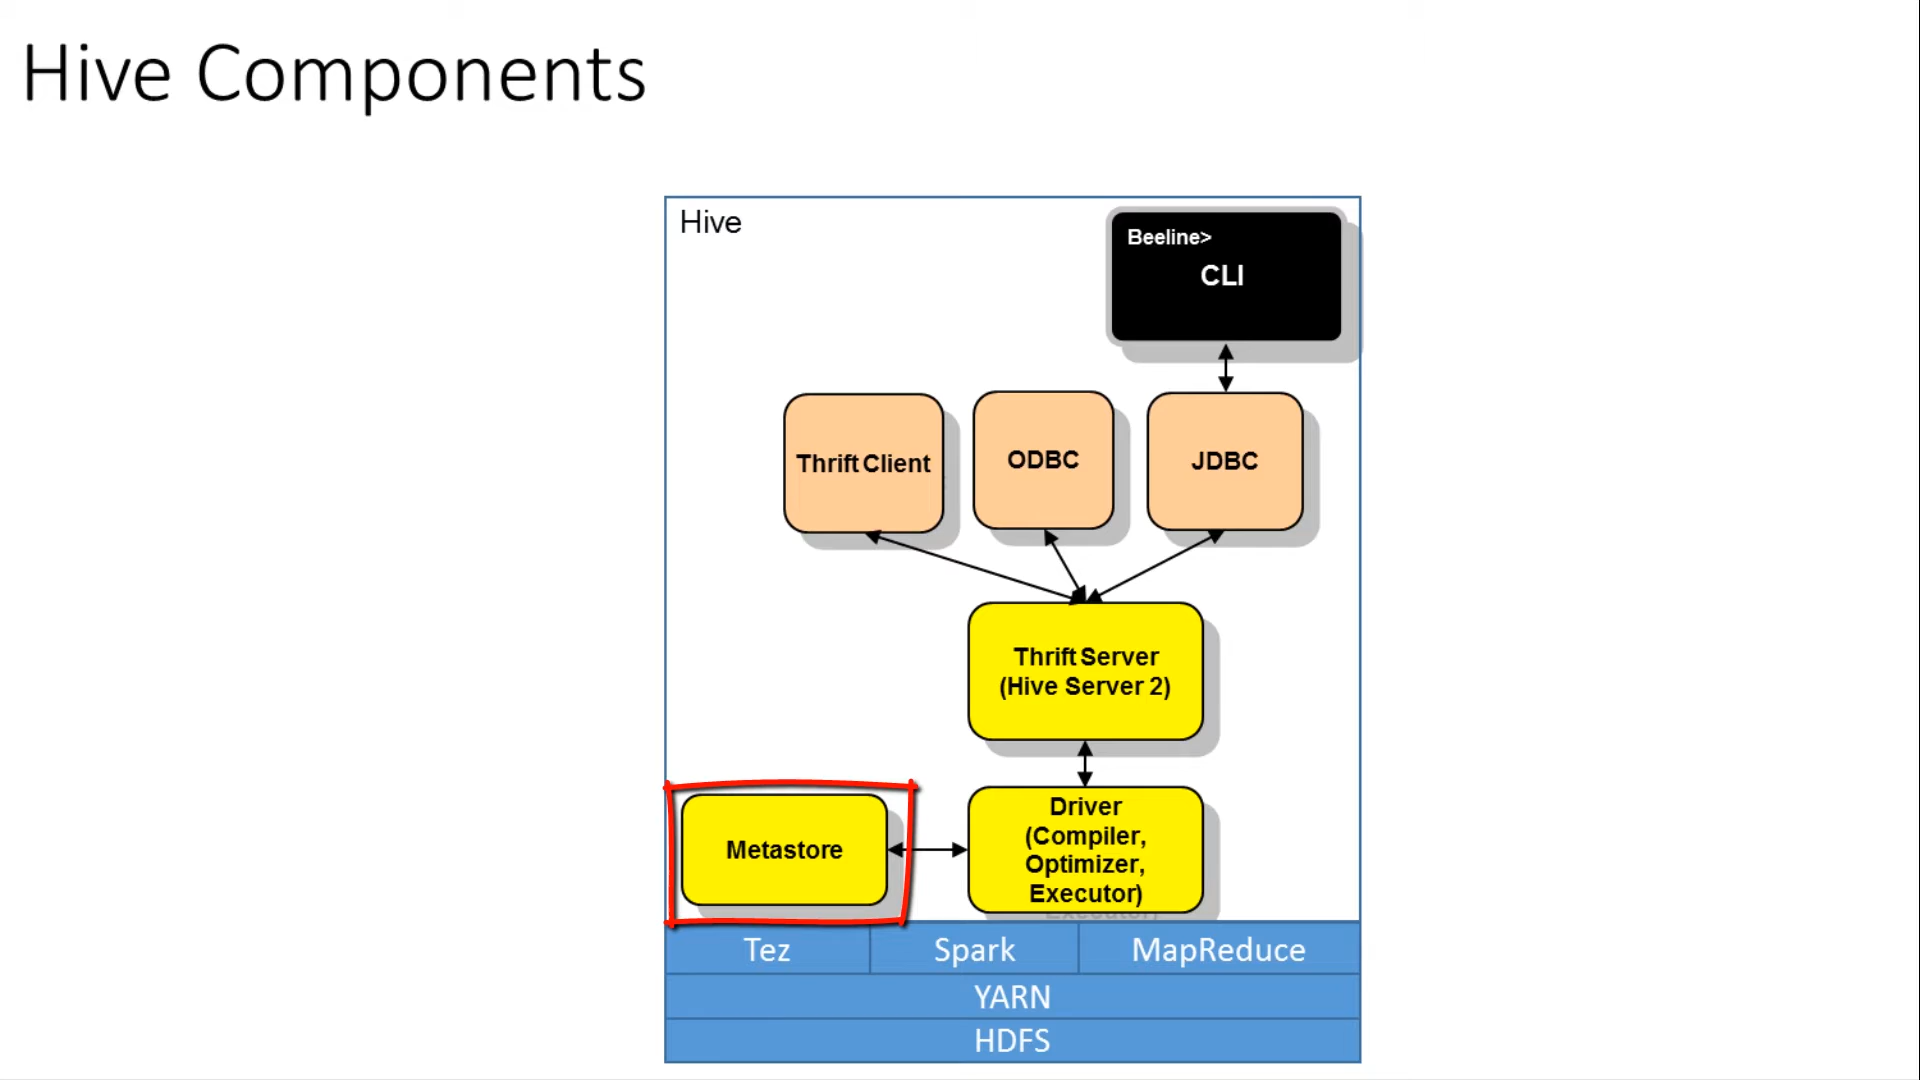 Hive Components
Hive
Beeline>
CLI
Thrift Client
ODBC
JDBC
Thrift Server
(Hive Server 2)
Metastore
Driver
(Compiler,
Optimizer,
Executor)
Executor)
Tez
Spark
MapReduce
YARN
HDFS